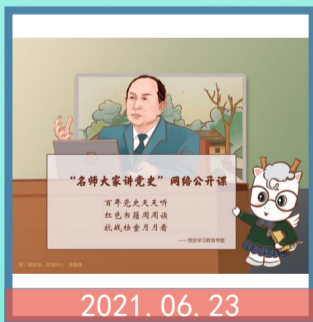 “名师大家讲党史”网络公开课
百年党史天天听
红色书籍周周读
抗战档案月月看
——党史学习教育专题
2021.06.23